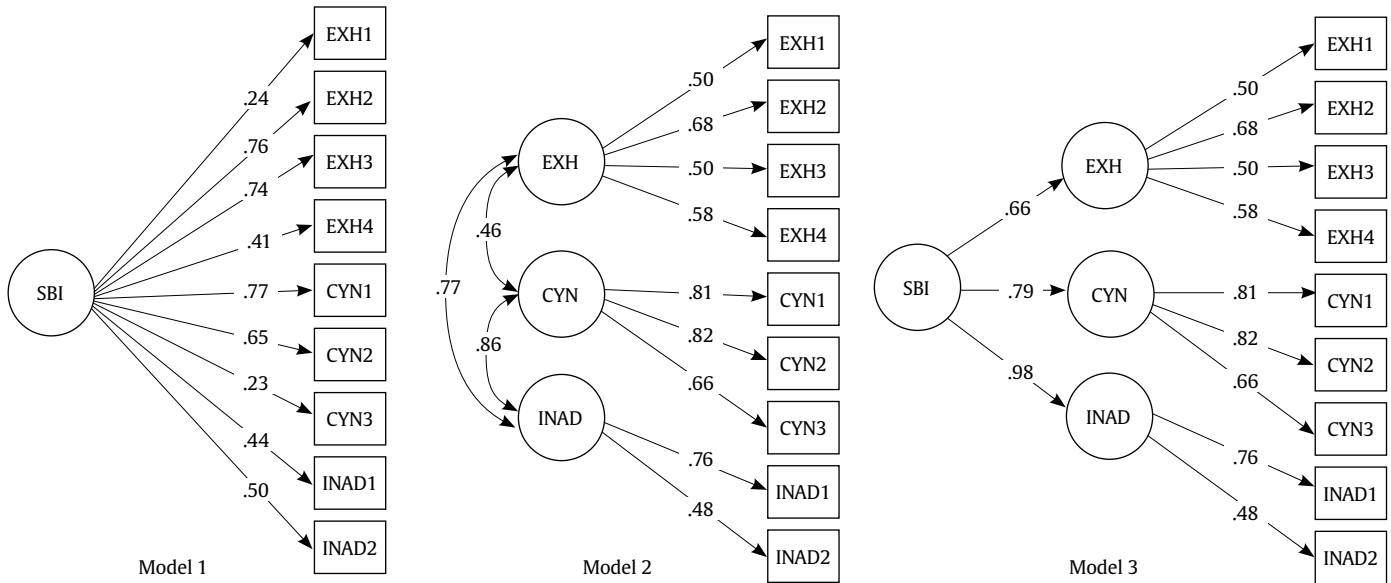 EXH1
.24
EXH2
.76
EXH3
.74
EXH4
.41
SBI
CYN1
.77
CYN2
.65
CYN3
.23
INAD1
.44
INAD2
.50
Model 1
EXH1
.50
EXH2
.68
EXH
EXH3
.50
EXH4
.58
.46
.77
CYN
CYN1
.81
CYN2
.82
CYN3
.66
.86
INAD
INAD1
.76
INAD2
.48
Model 2
EXH1
.50
EXH2
.68
EXH
EXH3
.50
EXH4
.58
.66
SBI
.79
CYN
CYN1
.81
CYN2
.82
CYN3
.66
.98
INAD
INAD1
.76
INAD2
.48
Model 3